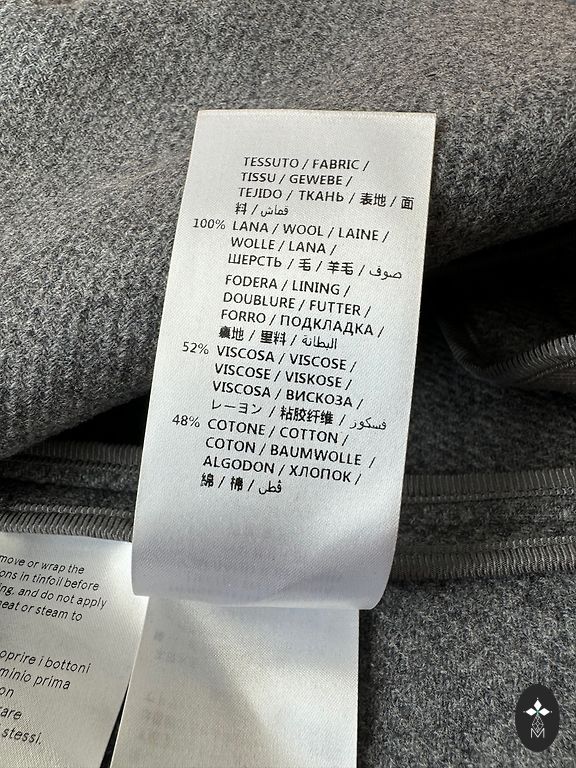 TESSUTO / FABRIC /
TISSU / GEWEBE /
TEJIDO / ТКАНЬ / 表地 / 面
料 / قماش
100% LANA / WOOL / LAINE /
WOLLE / LANA /
ШЕРСТЬ / 毛 / 羊毛 / صوف
FODERA / LINING /
DOUBLURE / FUTTER /
FORRO / ПОДКЛАДКА /
裏地 / 里料 / البطانة
52% VISCOSA / VISCOSE /
VISCOSE / VISKOSE /
VISCOSA / ВИСКОЗА /
レーヨン / 粘胶纤维 / فسكوز
48% COTONE / COTTON /
COTON / BAUMWOLLE /
ALGODON / ХЛОПОК /
綿 / 棉 / قطن
move or wrap the
ons in tinfoil before
ng, and do not apply
heat or steam to
oprire i bottoni
minio prima
on
are
stessi.
M